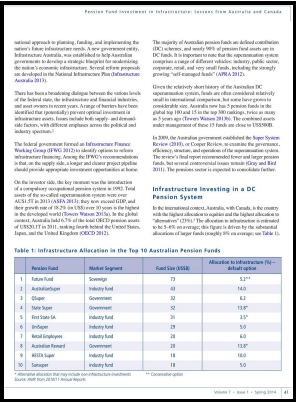 Pension Fund Investment in Infrastructure: Lessons from Australia and Canada
national approach to planning, funding, and implementing the
nation's future infrastructure needs. A new government entity,
Infrastructure Australia, was established to help Australian
governments to develop a strategic blueprint for modernizing
the nation's economic infrastructure. Several reform proposals
are developed in the National Infrastructure Plan (Infrastructure
Australia 2013).
There has been a broadening dialogue between the various levels
of the federal state, the infrastructure and financial industries,
and asset owners in recent years. A range of barriers have been
identified that (potentially) prevent optimal investment in
infrastructure assets. Issues include both supply- and demand-
side factors, with different emphases across the political and
industry spectrum.
The federal government formed an Infrastructure Finance
Working Group (IFWG 2012) to identify options to reform
infrastructure financing. Among the IFWG's recommendations
is that, on the supply side, a longer and clearer project pipeline
should provide appropriate investment opportunities at home.
On the investor side, the key moment was the introduction
of a compulsory occupational pension system in 1992. Total
assets of the so-called superannuation system were over
AU$1.5T in 2013 (ASFA 2013); they now exceed GDP, and
their growth rate of 18.2% (in US$) over 10 years is the highest
in the developed world (Towers Watson 2013a). In the global
context, Australia held 6.7% of the total OECD pension assets
of US$20.1T in 2011, ranking fourth behind the United States,
Japan, and the United Kingdom (OECD 2012).
The majority of Australian pension funds are defined contribution
(DC) schemes, and nearly 90% of pension fund assets are in
DC funds. It is important to note that the superannuation system
comprises a range of different vehicles: industry, public sector,
corporate, retail, and very small funds, including the strongly
growing "self-managed funds" (APRA 2012).
Given the relatively short history of the Australian DC
superannuation system, funds are often considered relatively
small in international comparison, but some have grown to
considerable size. Australia now has 5 pension funds in the
global top 100 and 15 in the top 300 rankings, twice as many
as 5 years ago (Towers Watson 2013b). The combined assets
under management of these 15 funds are close to US$500B.
In 2009, the Australian government established the Super System
Review (2010), or Cooper Review, to examine the governance,
efficiency, structure, and operations of the superannuation system.
The review's final report recommended fewer and larger pension
funds, but several controversial issues remain (Gray and Bird
2011). The pensions sector is expected to consolidate further.
Infrastructure Investing in a DC
Pension System
In the international context, Australia, with Canada, is the country
with the highest allocation to equities and the highest allocation to
"alternatives" (23%). The allocation to infrastructure is estimated
to be 5–6% on average; this figure is driven by the substantial
allocations of larger funds (roughly 8% on average; see Table 1).
Table 1: Infrastructure Allocation in the Top 10 Australian Pension Funds
Pension Fund Market Segment Fund Size (US$B) Allocation to Infrastructure (%) – default option
1 Future Fund Sovereign 73 5.2**
2 AustralianSuper Industry fund 43 14.0
3 QSuper Government 32 6.2
4 State Super Government 32 13.8*
5 First State SA Industry fund 31 3.5*
6 UniSuper Industry fund 29 5.0
7 Retail Employees Industry fund 20 6.0
8 Australian Reward Government 20 13.8*
9 HESTA Super Industry fund 18 10.0
10 Sunsuper Industry fund 18 5.0
* Alternative allocation that may include non-infrastructure investments ** Conservative option
Volume 7 • Issue 1 • Spring 2014 41